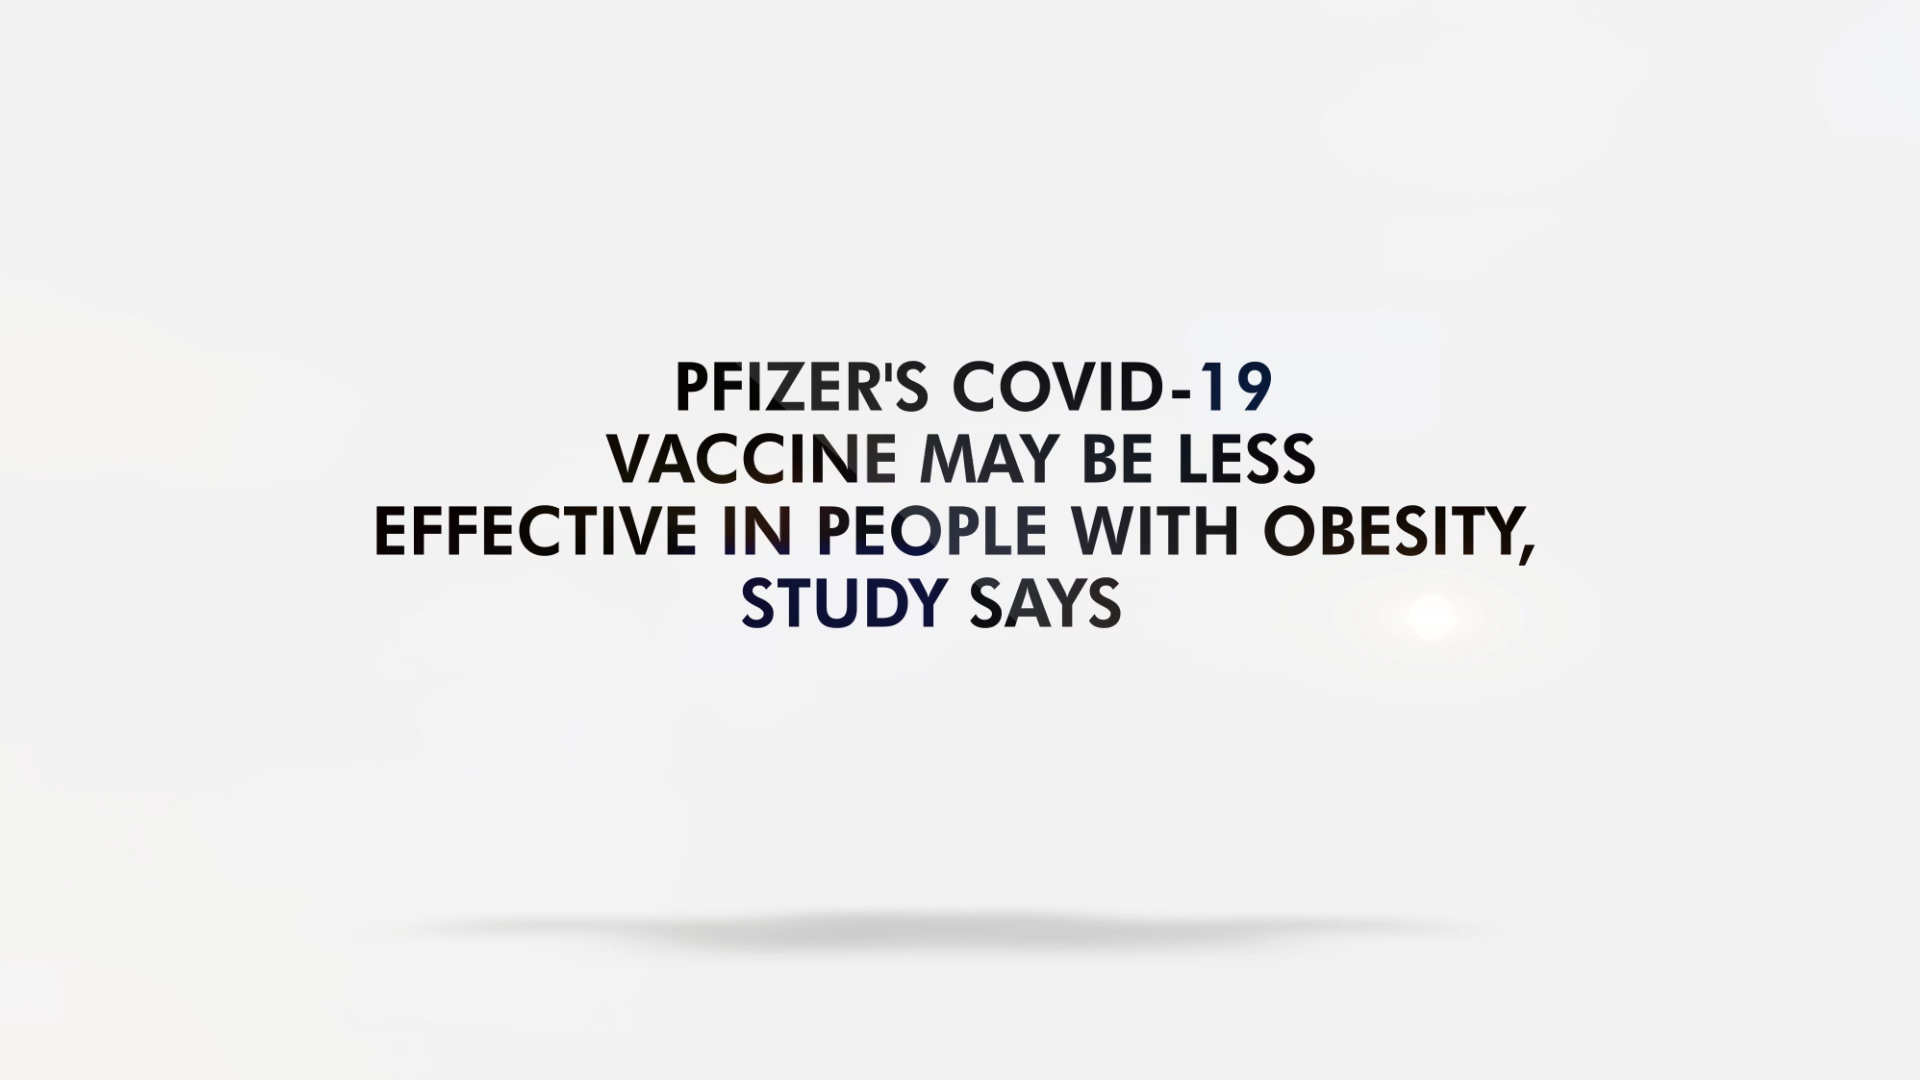 PFIZER'S COVID-19
VACCINE MAY BE LESS
EFFECTIVE IN PEOPLE WITH OBESITY,
STUDY SAYS